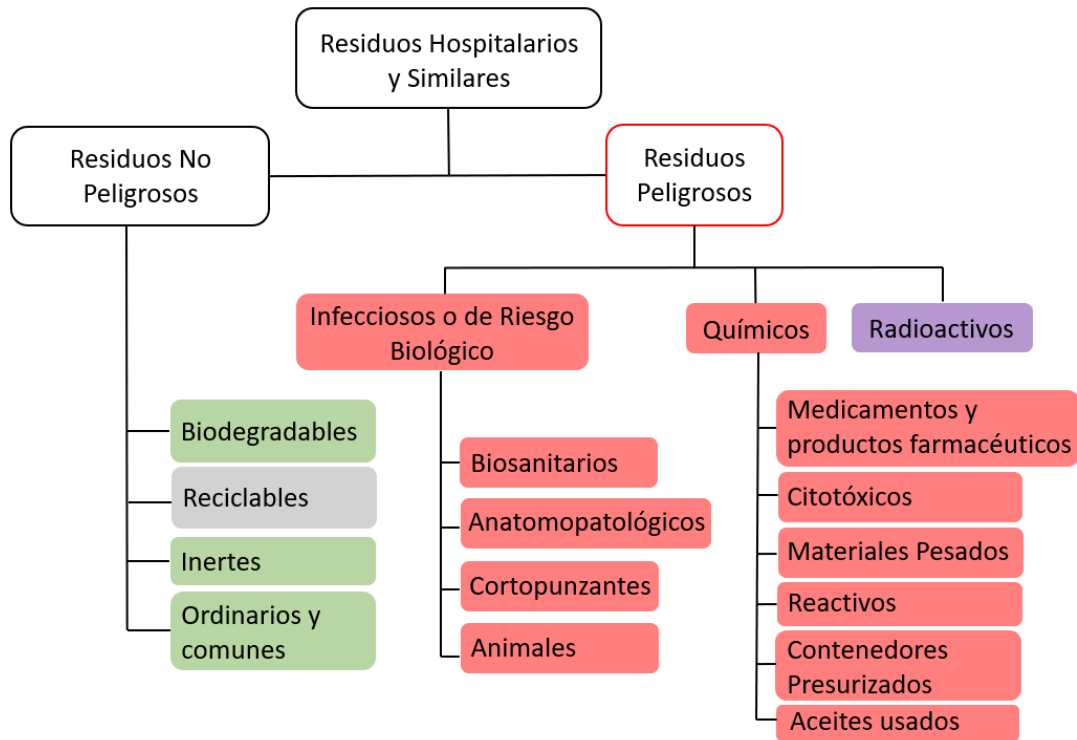 Residuos Hospitalarios
y Similares
Residuos No
Peligrosos
Residuos
Peligrosos
Biodegradables
Reciclables
Inertes
Ordinarios y
comunes
Infecciosos o de Riesgo
Biológico
Biosanitarios
Anatomopatológicos
Cortopunzantes
Animales
Químicos
Medicamentos y
productos farmacéuticos
Citotóxicos
Materiales Pesados
Reactivos
Contenedores
Presurizados
Aceites usados
Radioactivos